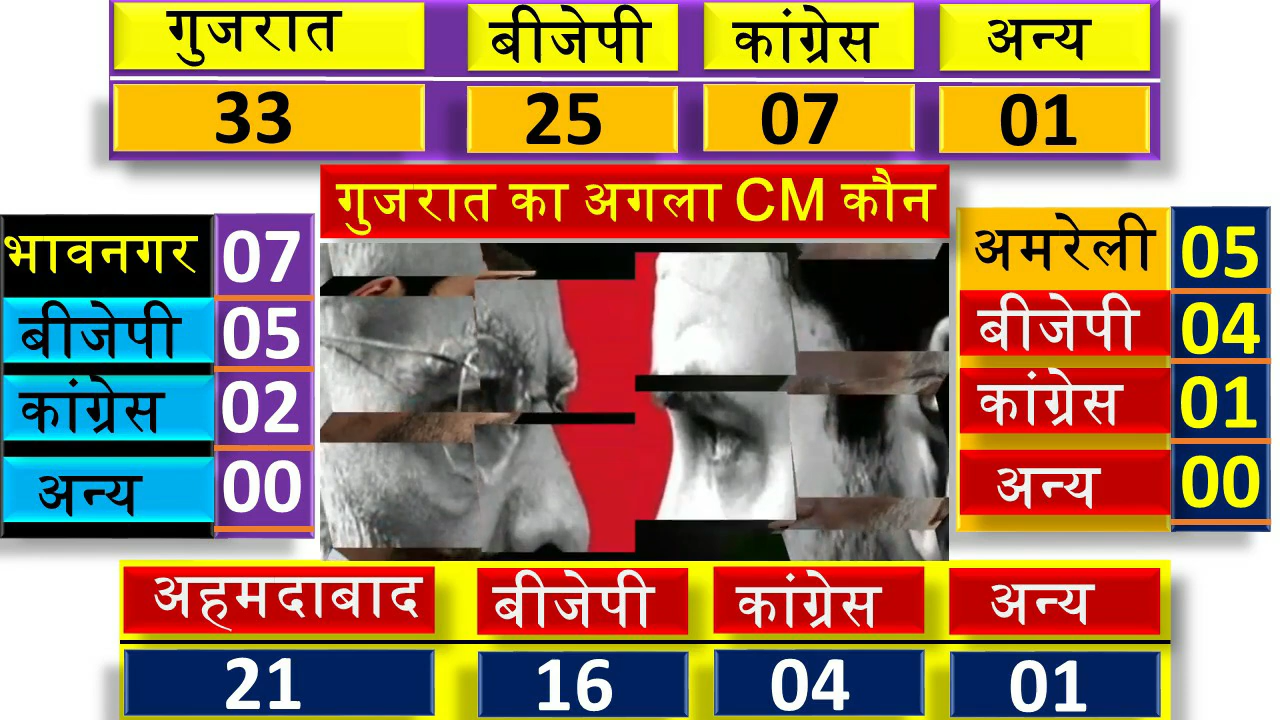 गुजरात बीजेपी कांग्रेस अन्य
33 25 07 01
गुजरात का अगला CM कौन
भावनगर 07
बीजेपी 05
कांग्रेस 02
अन्य 00
अमरेली 05
बीजेपी 04
कांग्रेस 01
अन्य 00
अहमदाबाद बीजेपी कांग्रेस अन्य
21 16 04 01